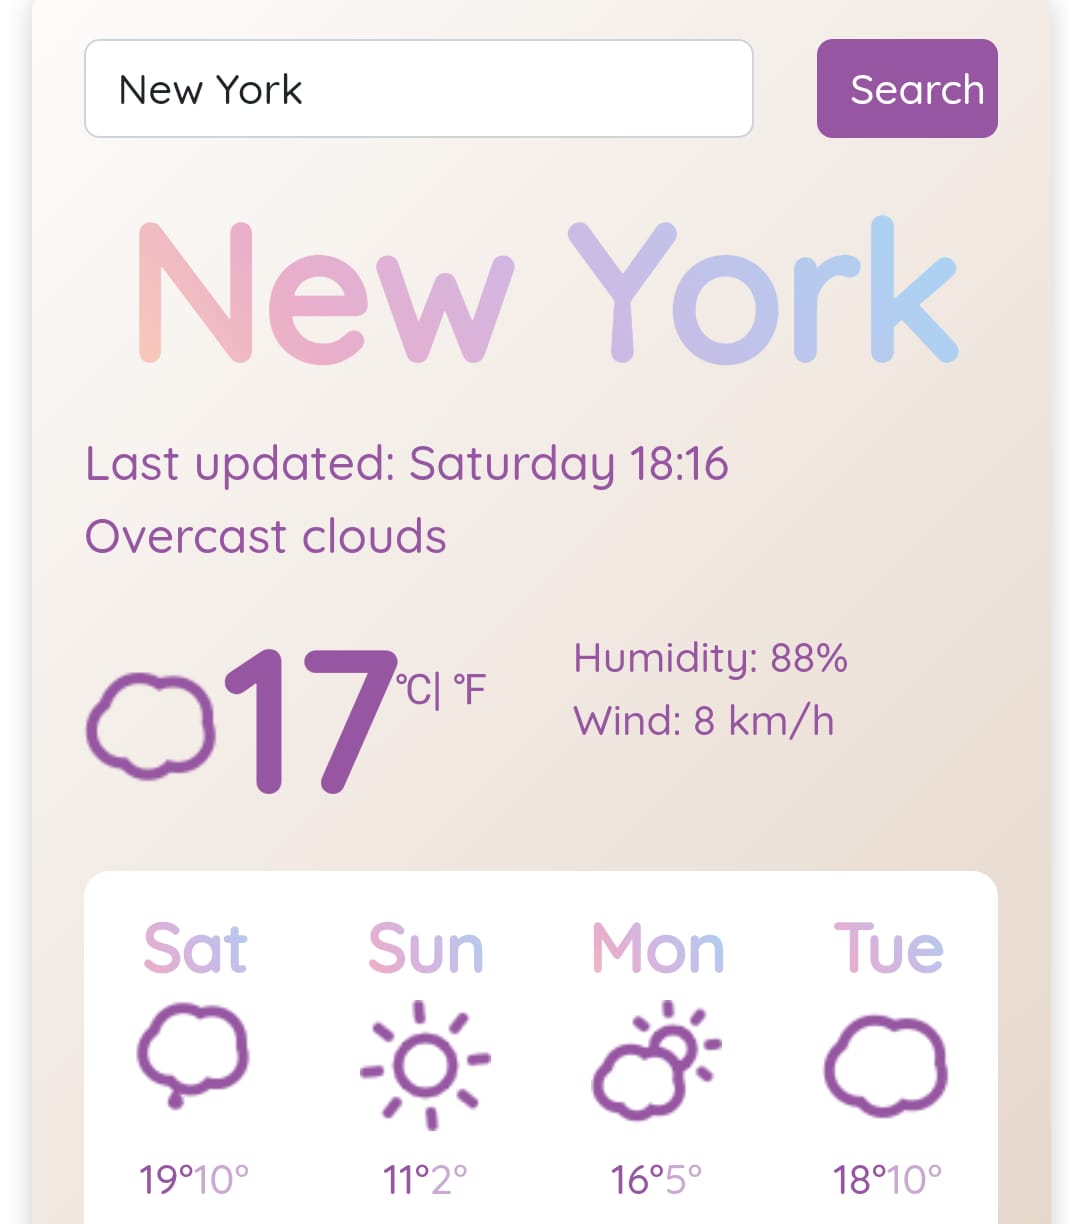 New York
Search
New York
Last updated: Saturday 18:16
Overcast clouds
17°C| °F
Humidity: 88%
Wind: 8 km/h
Sat Sun Mon Tue
19°10° 11°2° 16°5° 18°10°